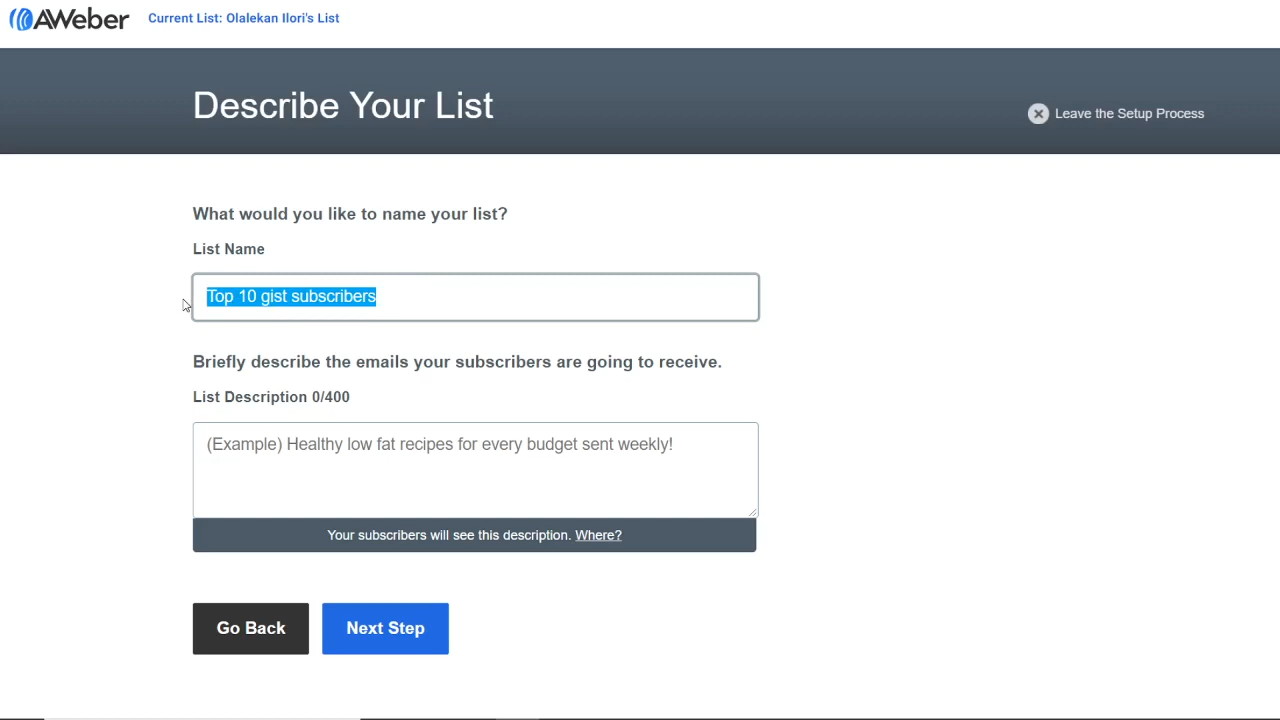 AWeber Current List: Olalekan Ilori's List
Describe Your List
Leave the Setup Process
What would you like to name your list?
List Name
Top 10 gist subscribers
Briefly describe the emails your subscribers are going to receive.
List Description 0/400
(Example) Healthy low fat recipes for every budget sent weekly!
Your subscribers will see this description. Where?
Go Back Next Step